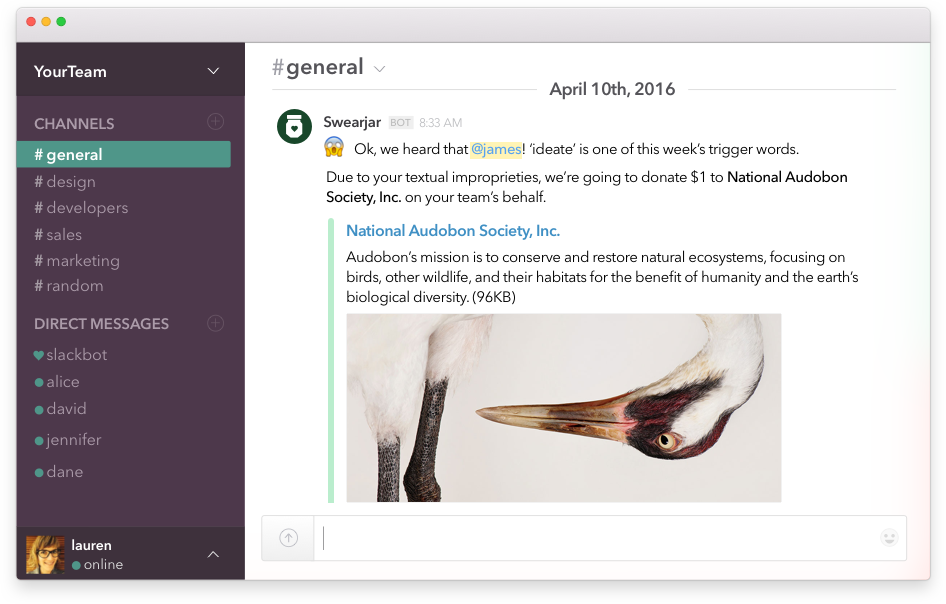 YourTeam
CHANNELS
# general
# design
# developers
# sales
# marketing
# random
DIRECT MESSAGES
slackbot
alice
david
jennifer
dane
lauren
online
#general
April 10th, 2016
Swearjar BOT 8:33 AM
Ok, we heard that @james! ‘ideate’ is one of this week’s trigger words.
Due to your textual improprieties, we’re going to donate $1 to National Audobon
Society, Inc. on your team’s behalf.
National Audobon Society, Inc.
Audobon’s mission is to conserve and restore natural ecosystems, focusing on
birds, other wildlife, and their habitats for the benefit of humanity and the earth’s
biological diversity. (96KB)